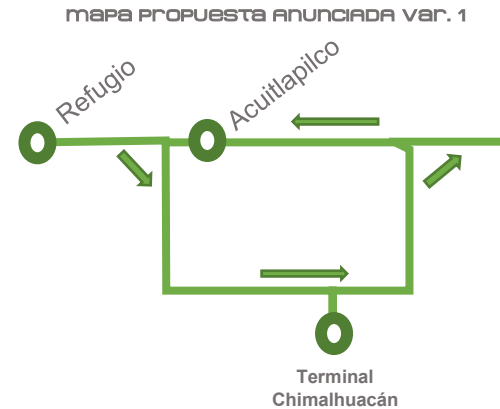 mapa propuesta anunciada var. 1
Refugio
Acuitlapilco
Terminal
Chimalhuacán